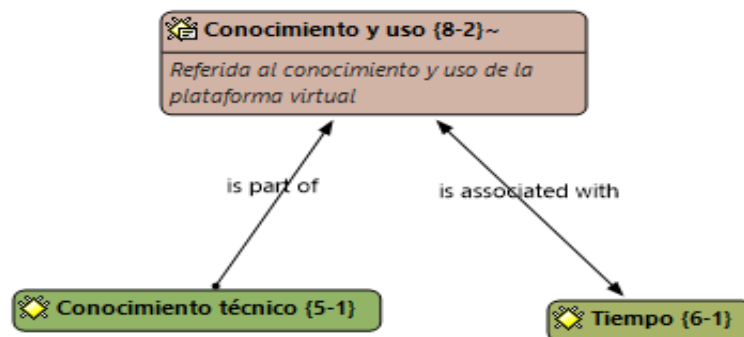 Conocimiento y uso {8-2}~
Referida al conocimiento y uso de la
plataforma virtual
is part of
is associated with
Conocimiento técnico {5-1}
Tiempo {6-1}